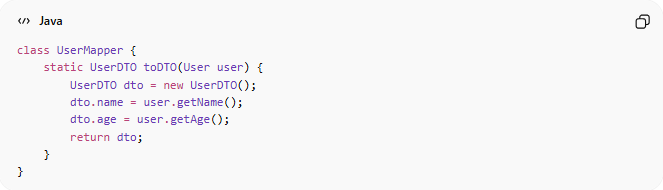 </> Java
class UserMapper {
    static UserDTO toDTO(User user) {
        UserDTO dto = new UserDTO();
        dto.name = user.getName();
        dto.age = user.getAge();
        return dto;
    }
}